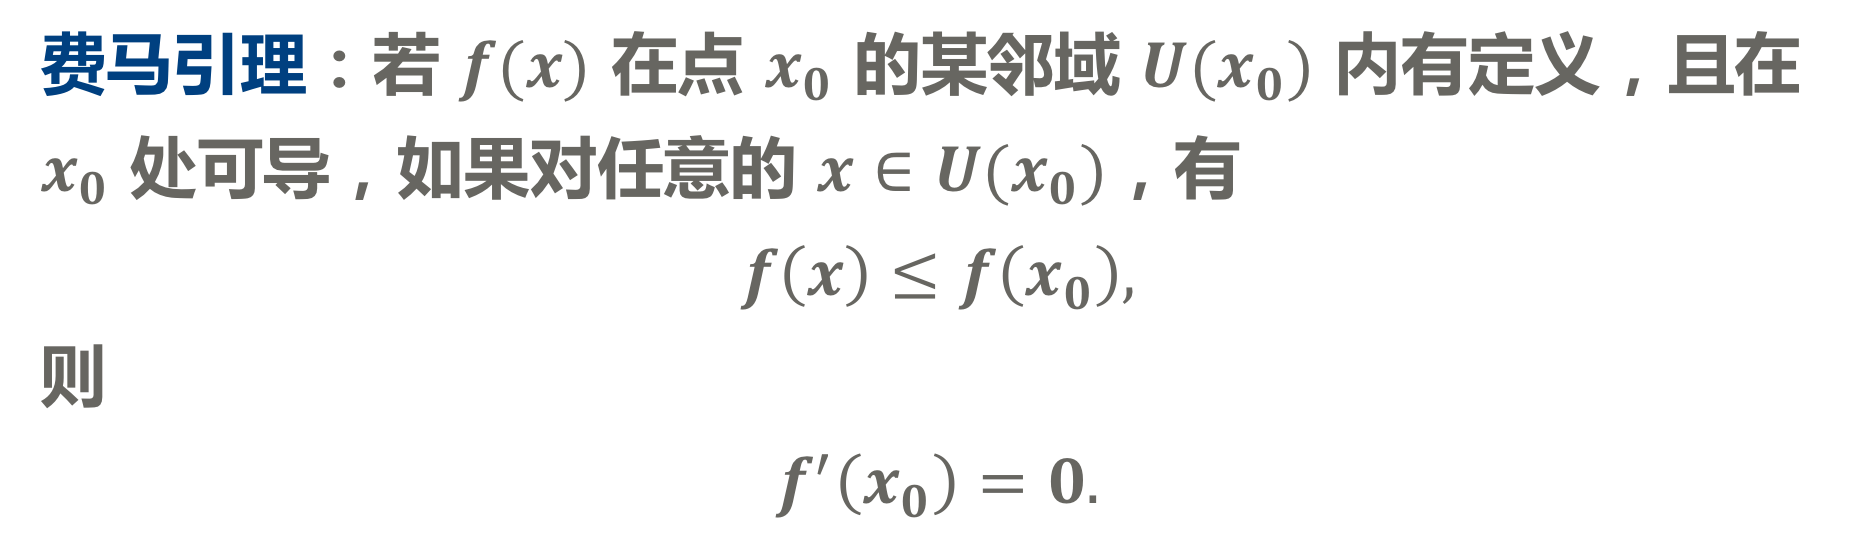 费马引理：若 f(x) 在点 x₀ 的某邻域 U(x₀) 内有定义，且在
x₀ 处可导，如果对任意的 x ∈ U(x₀)，有
f(x) ≤ f(x₀),
则
f′(x₀) = 0.